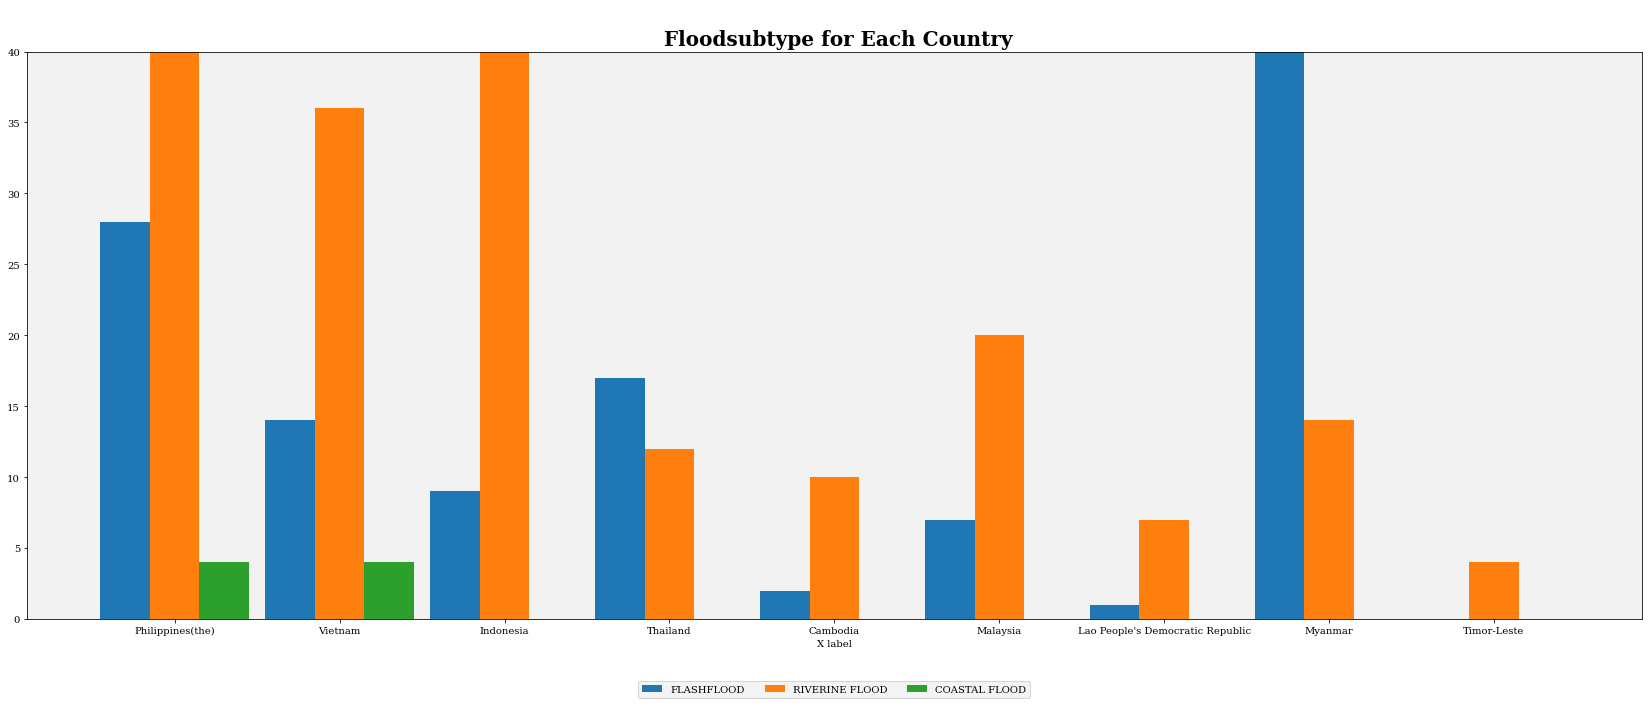 Floodsubtype for Each Country
40
35
30
25
20
15
10
5
0
Philippines(the) Vietnam Indonesia Thailand Cambodia Malaysia Lao People's Democratic Republic Myanmar Timor-Leste
X label
FLASHFLOOD RIVERINE FLOOD COASTAL FLOOD